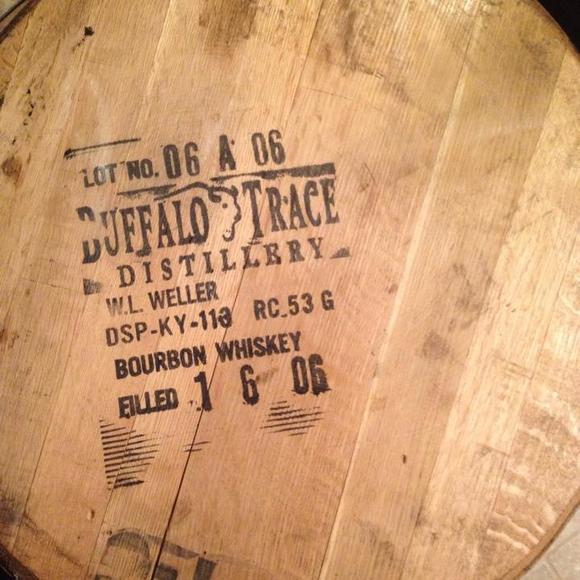 LOT NO. 06 A 06
BUFFALO TRACE
DISTILLERY
W.L. WELLER
DSP-KY-113 RC.53 G
BOURBON WHISKEY
FILLED 1 6 06